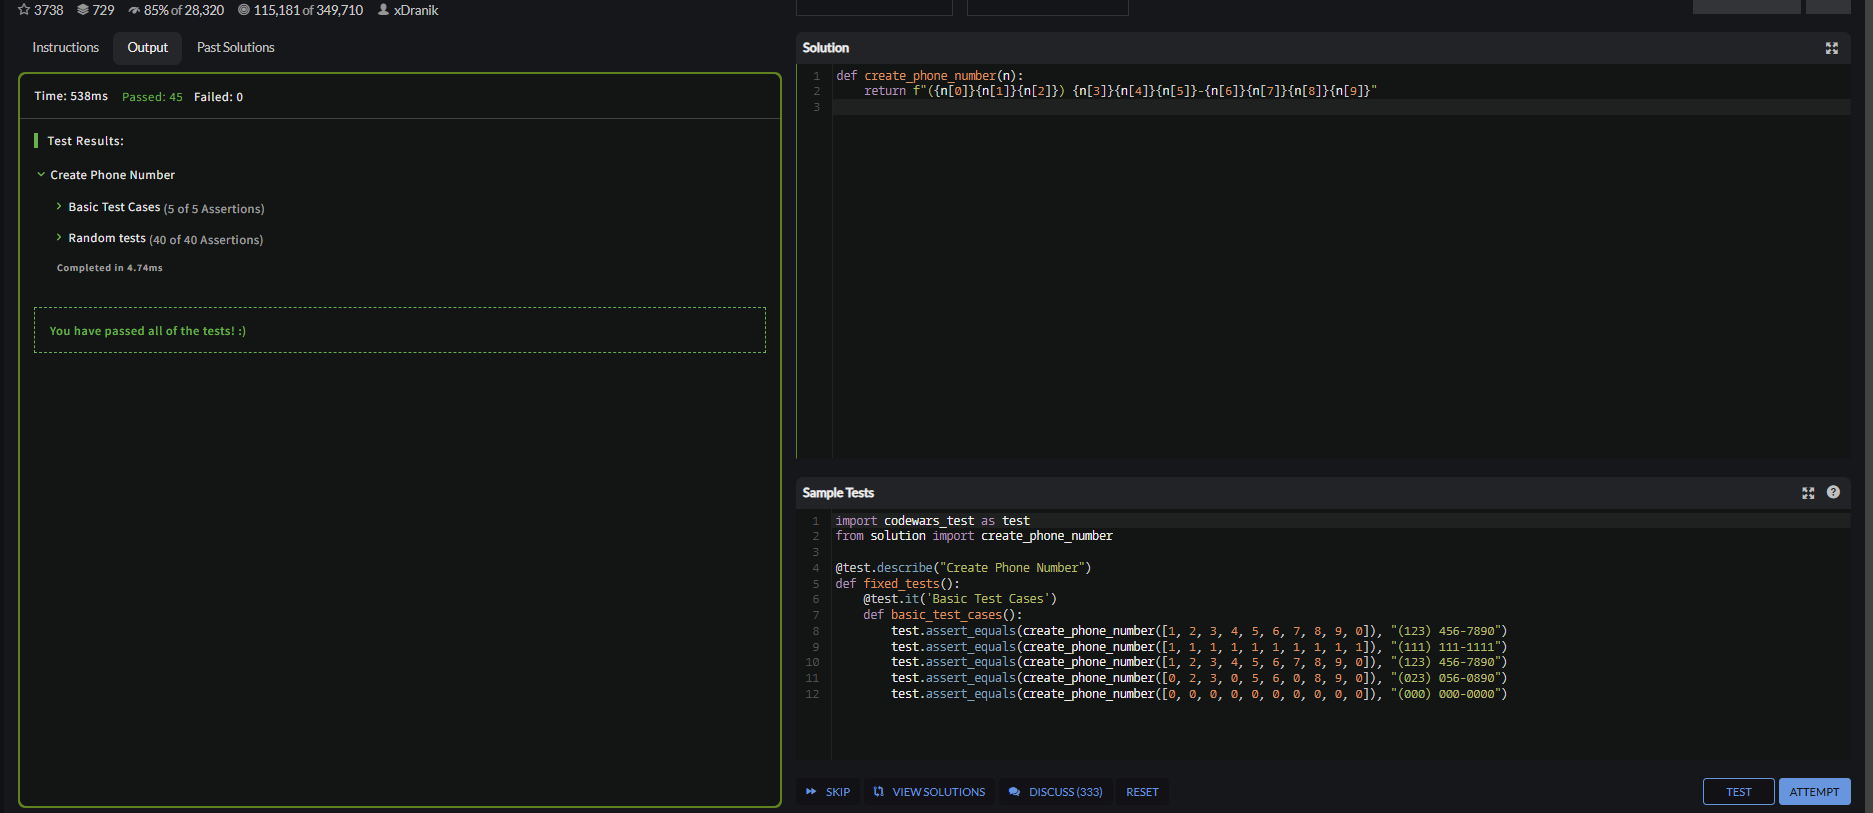 3738 729 85% of 28,320 115,181 of 349,710 xDranik
Instructions Output Past Solutions
Time: 538ms Passed: 45 Failed: 0
Test Results:
Create Phone Number
Basic Test Cases (5 of 5 Assertions)
Random tests (40 of 40 Assertions)
Completed in 4.74ms
You have passed all of the tests! :)
Solution
1 def create_phone_number(n):
2     return f"({n[0]}{n[1]}{n[2]}) {n[3]}{n[4]}{n[5]}-{n[6]}{n[7]}{n[8]}{n[9]}"
3
Sample Tests
1 import codewars_test as test
2 from solution import create_phone_number
3
4 @test.describe("Create Phone Number")
5 def fixed_tests():
6     @test.it('Basic Test Cases')
7     def basic_test_cases():
8         test.assert_equals(create_phone_number([1, 2, 3, 4, 5, 6, 7, 8, 9, 0]), "(123) 456-7890")
9         test.assert_equals(create_phone_number([1, 1, 1, 1, 1, 1, 1, 1, 1, 1]), "(111) 111-1111")
10         test.assert_equals(create_phone_number([1, 2, 3, 4, 5, 6, 7, 8, 9, 0]), "(123) 456-7890")
11         test.assert_equals(create_phone_number([0, 2, 3, 0, 5, 6, 0, 8, 9, 0]), "(023) 056-0890")
12         test.assert_equals(create_phone_number([0, 0, 0, 0, 0, 0, 0, 0, 0, 0]), "(000) 000-0000")
SKIP VIEW SOLUTIONS DISCUSS (333) RESET TEST ATTEMPT